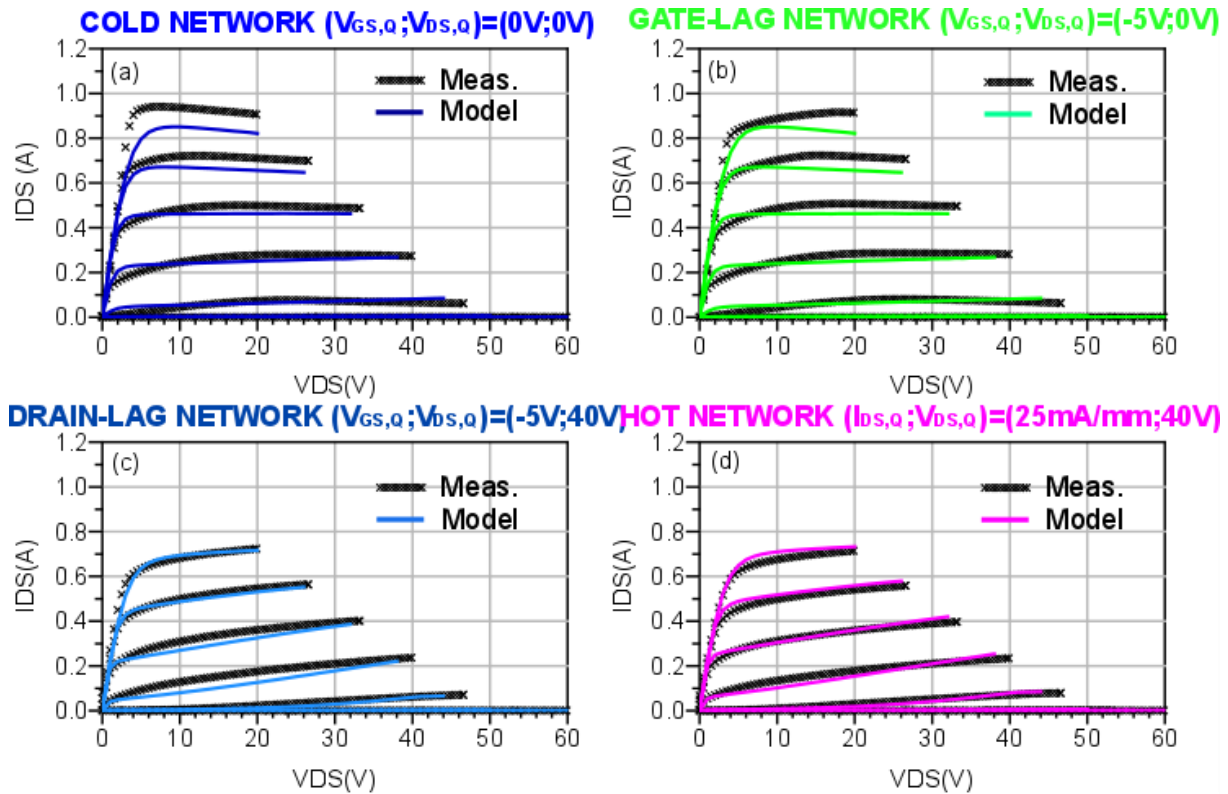 COLD NETWORK (VGS,Q;VDS,Q)=(0V;0V)
GATE-LAG NETWORK (VGS,Q;VDS,Q)=(-5V;0V)
1.2
1.0
0.8
0.6
0.4
0.2
0.0
IDS (A)
(a)
Meas.
Model
0 10 20 30 40 50 60
VDS(V)
1.2
1.0
0.8
0.6
0.4
0.2
0.0
IDS(A)
(b)
Meas.
Model
0 10 20 30 40 50 60
VDS(V)
DRAIN-LAG NETWORK (VGS,Q;VDS,Q)=(-5V;40V)
HOT NETWORK (IDS,Q;VDS,Q)=(25mA/mm;40V)
1.2
1.0
0.8
0.6
0.4
0.2
0.0
IDS(A)
(c)
Meas.
Model
0 10 20 30 40 50 60
VDS(V)
1.2
1.0
0.8
0.6
0.4
0.2
0.0
IDS(A)
(d)
Meas.
Model
0 10 20 30 40 50 60
VDS(V)